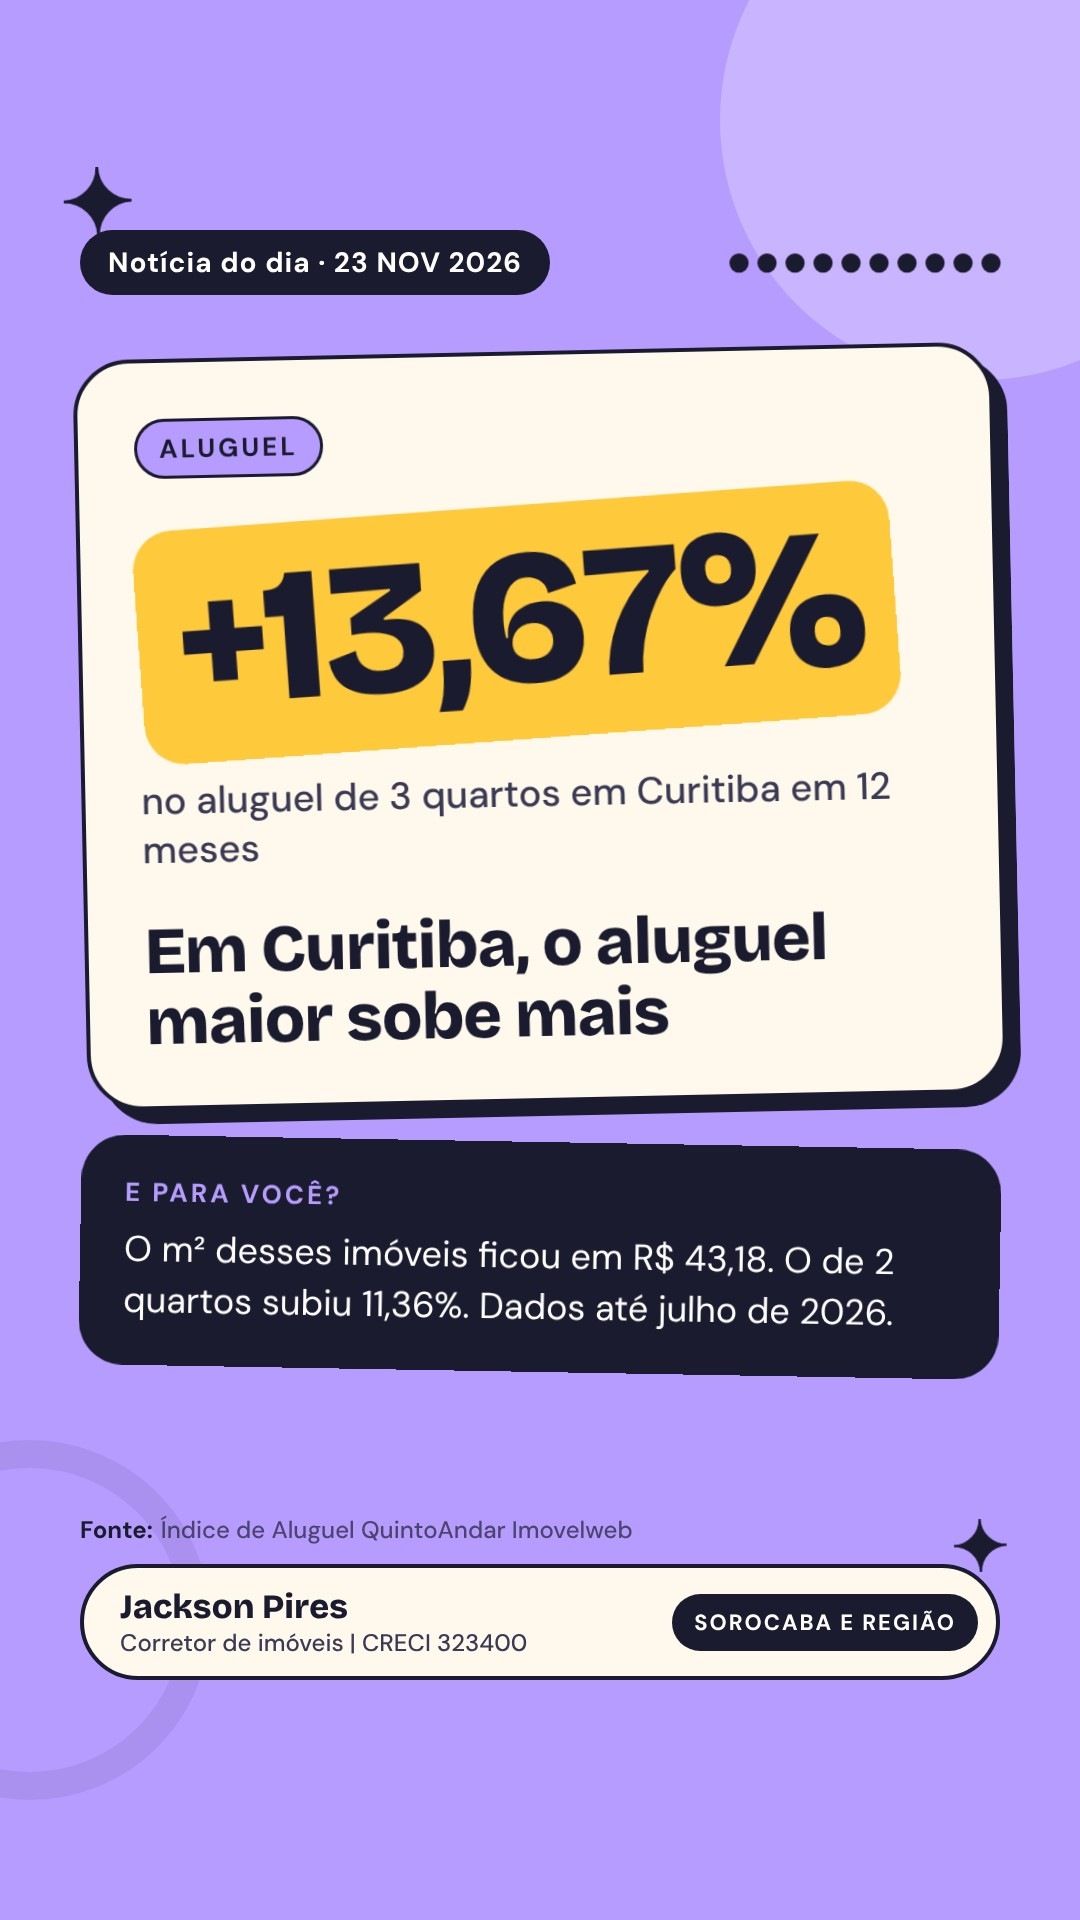 Notícia do dia · 23 NOV 2026
ALUGUEL
+13,67%
no aluguel de 3 quartos em Curitiba em 12
meses
Em Curitiba, o aluguel
maior sobe mais
E PARA VOCÊ?
O m² desses imóveis ficou em R$ 43,18. O de 2
quartos subiu 11,36%. Dados até julho de 2026.
Fonte: Índice de Aluguel QuintoAndar Imovelweb
Jackson Pires
Corretor de imóveis | CRECI 323400
SOROCABA E REGIÃO